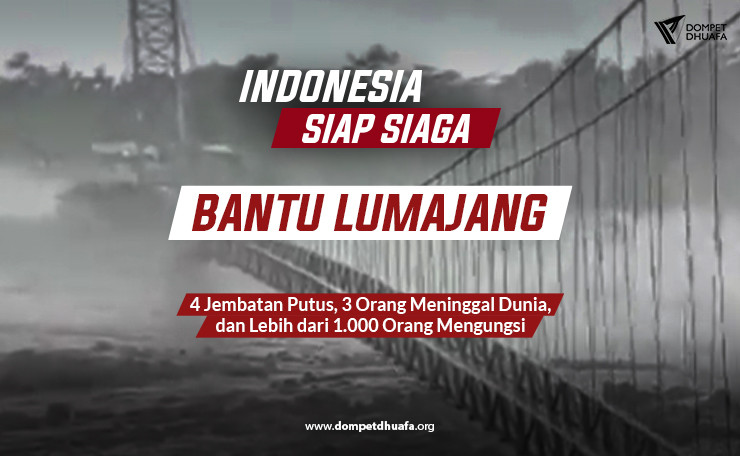 DOMPET
DHUAFA
INDONESIA
SIAP SIAGA
BANTU LUMAJANG
4 Jembatan Putus, 3 Orang Meninggal Dunia,
dan Lebih dari 1.000 Orang Mengungsi
www.dompetdhuafa.org